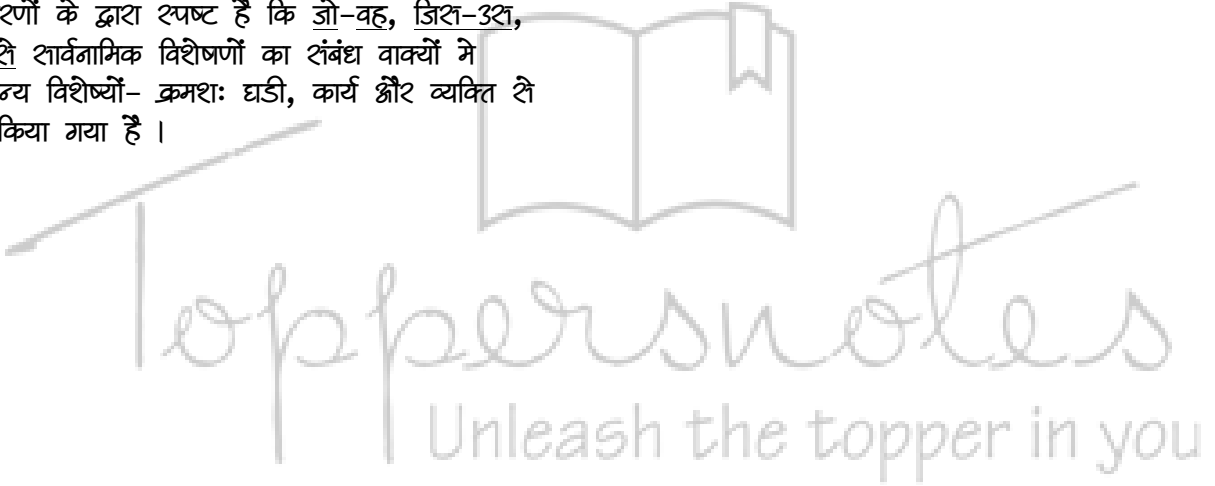 रणों के द्वारा स्पष्ट है कि जो-वह, जिस-उस,
से सार्वनामिक विशेषणों का संबंध वाक्यों मे
न्य विशेष्यों- क्रमशः घडी, कार्य और व्यक्ति से
किया गया है ।
Toppersnotes
Unleash the topper in you